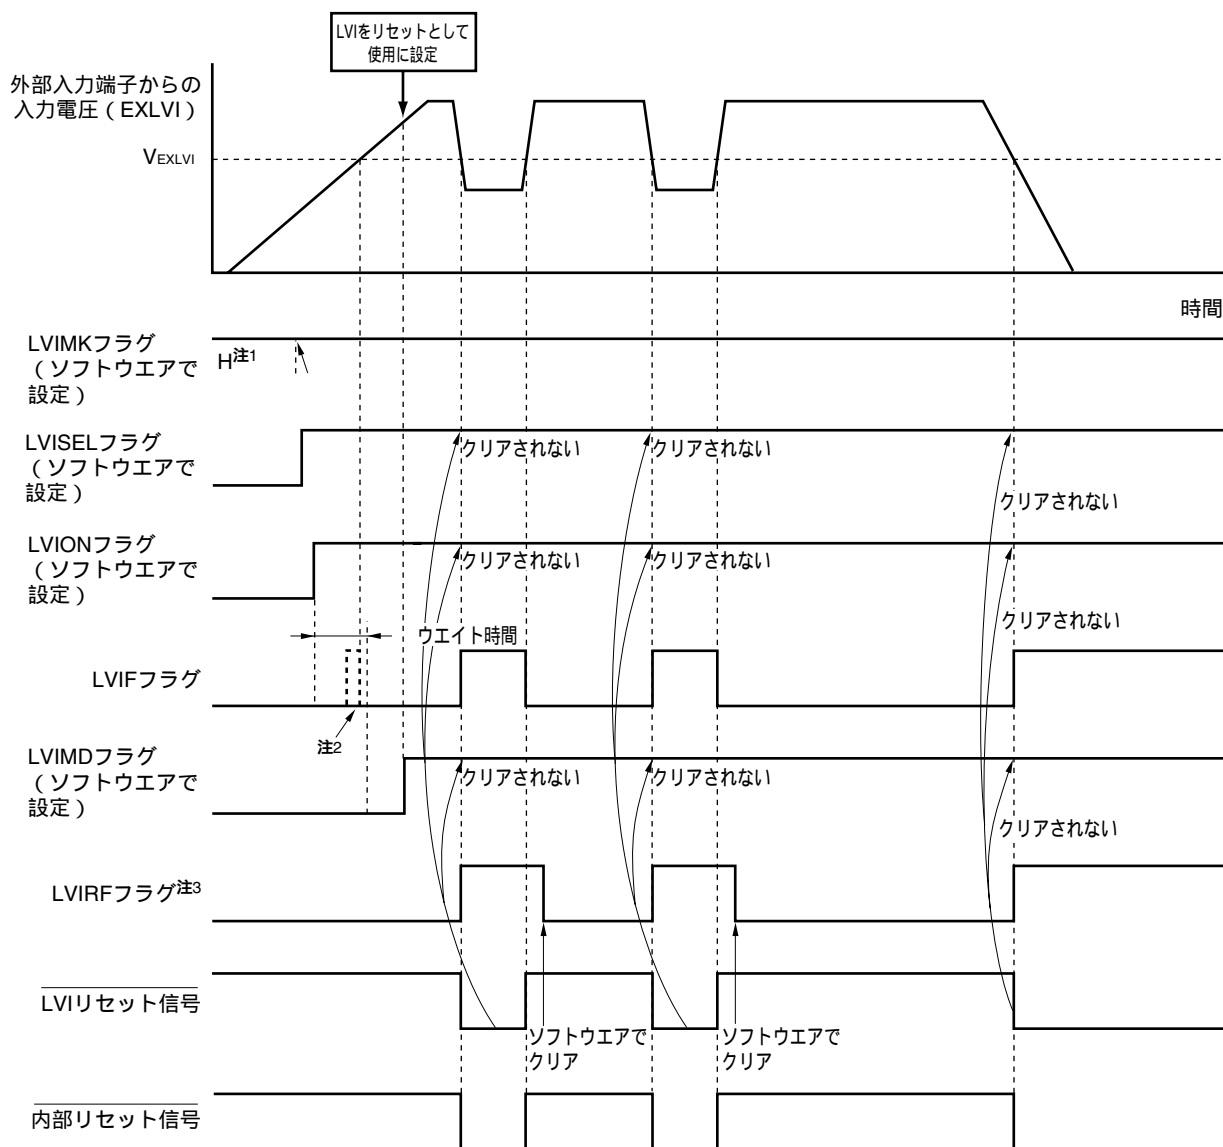 LVIをリセットとして
使用に設定
外部入力端子からの
入力電圧（EXLVI）
VEXLVI
時間
LVIMKフラグ
（ソフトウエアで
設定）
H注1
LVISELフラグ
（ソフトウエアで
設定）
クリアされない
クリアされない
クリアされない
LVIONフラグ
（ソフトウエアで
設定）
クリアされない
クリアされない
クリアされない
ウエイト時間
LVIFフラグ
注2
LVIMDフラグ
（ソフトウエアで
設定）
クリアされない
クリアされない
クリアされない
LVIRFフラグ注3
LVIリセット信号
ソフトウエアで
クリア
ソフトウエアで
クリア
内部リセット信号